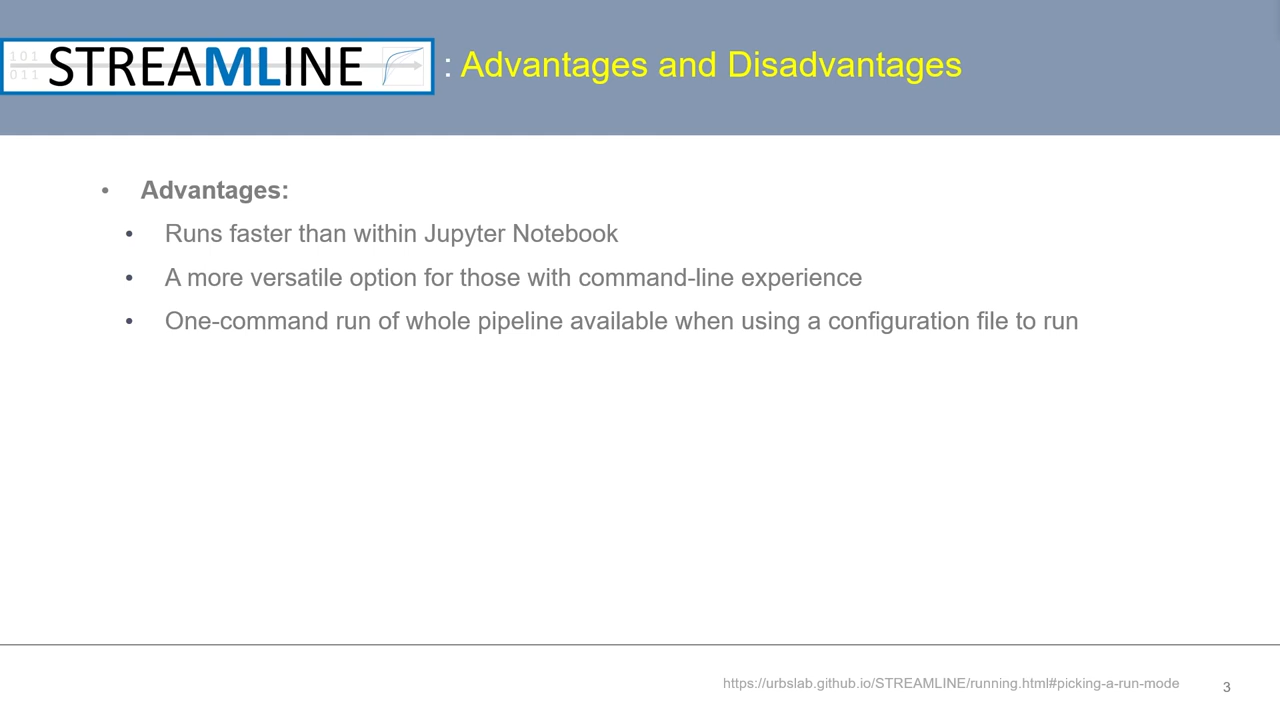 101
011
STREAMLINE
: Advantages and Disadvantages
• Advantages:
• Runs faster than within Jupyter Notebook
• A more versatile option for those with command-line experience
• One-command run of whole pipeline available when using a configuration file to run
https://urbslab.github.io/STREAMLINE/running.html#picking-a-run-mode
3